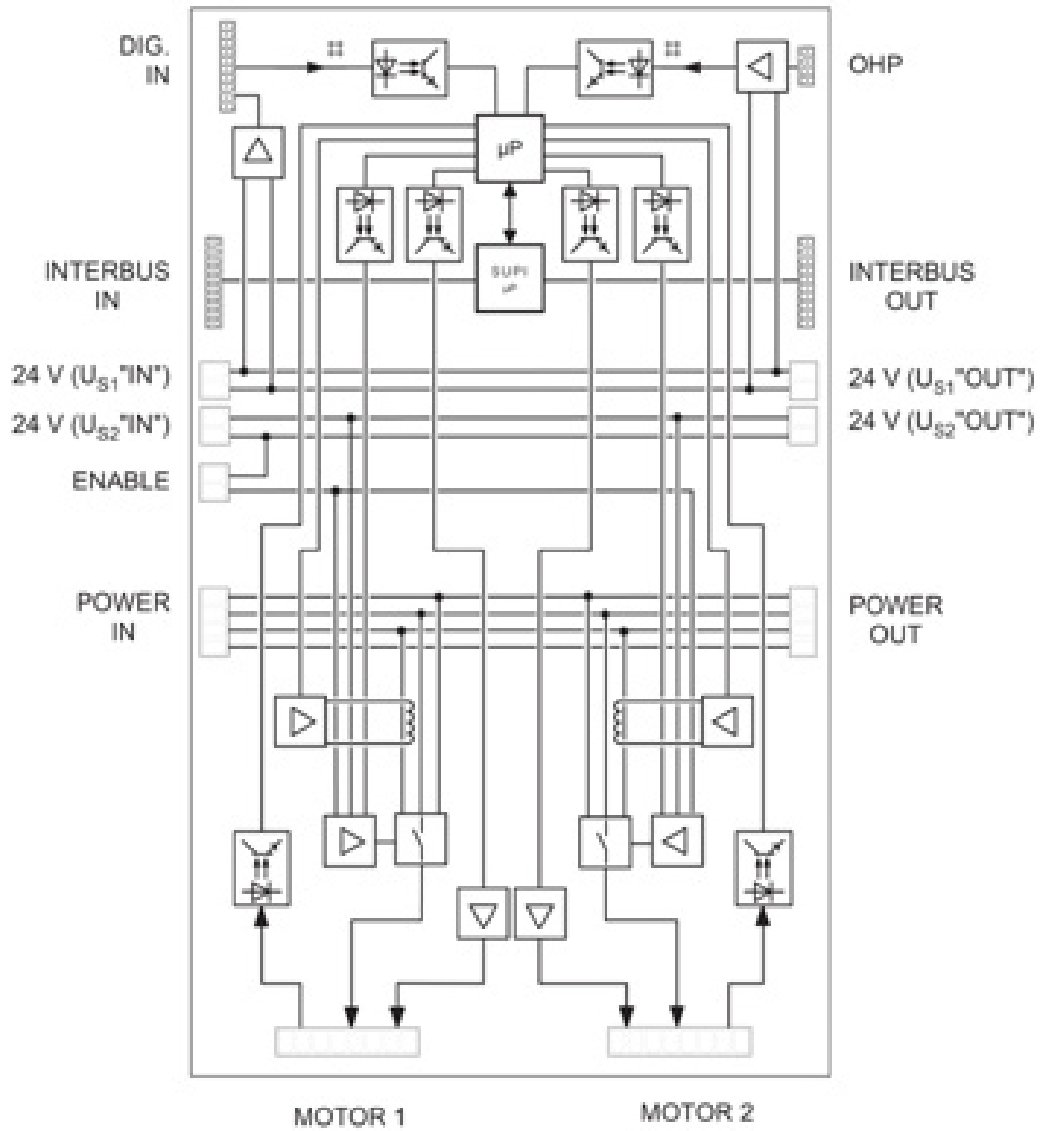 DIG.
IN
OHP
µP
INTERBUS
IN
SUPI
µP
INTERBUS
OUT
24 V (US1"IN")
24 V (US1"OUT")
24 V (US2"IN")
24 V (US2"OUT")
ENABLE
POWER
IN
POWER
OUT
MOTOR 1
MOTOR 2